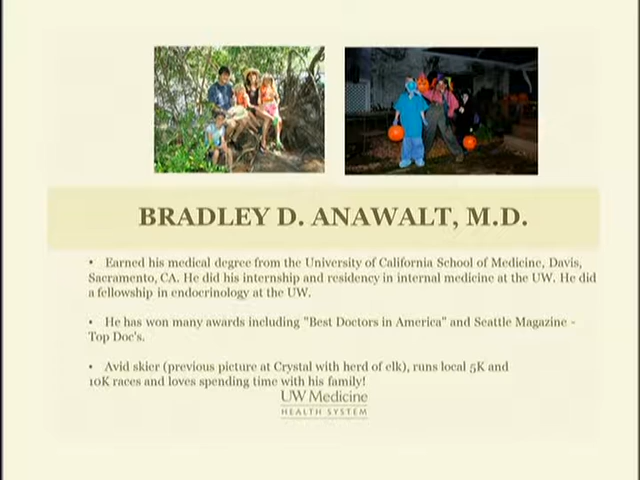 BRADLEY D. ANAWALT, M.D.
• Earned his medical degree from the University of California School of Medicine, Davis,
Sacramento, CA. He did his internship and residency in internal medicine at the UW. He did
a fellowship in endocrinology at the UW.
• He has won many awards including "Best Doctors in America" and Seattle Magazine -
Top Doc's.
• Avid skier (previous picture at Crystal with herd of elk), runs local 5K and
10K races and loves spending time with his family!
UW Medicine
HEALTH SYSTEM